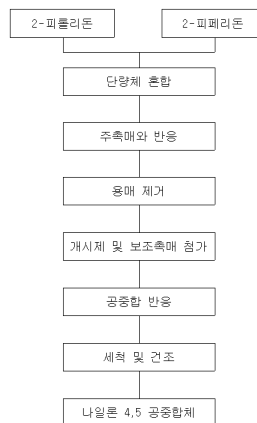 2-피롤리돈
2-피페리돈
단량체 혼합
주촉매와 반응
용매 제거
개시제 및 보조촉매 첨가
공중합 반응
세척 및 건조
나일론 4,5 공중합체